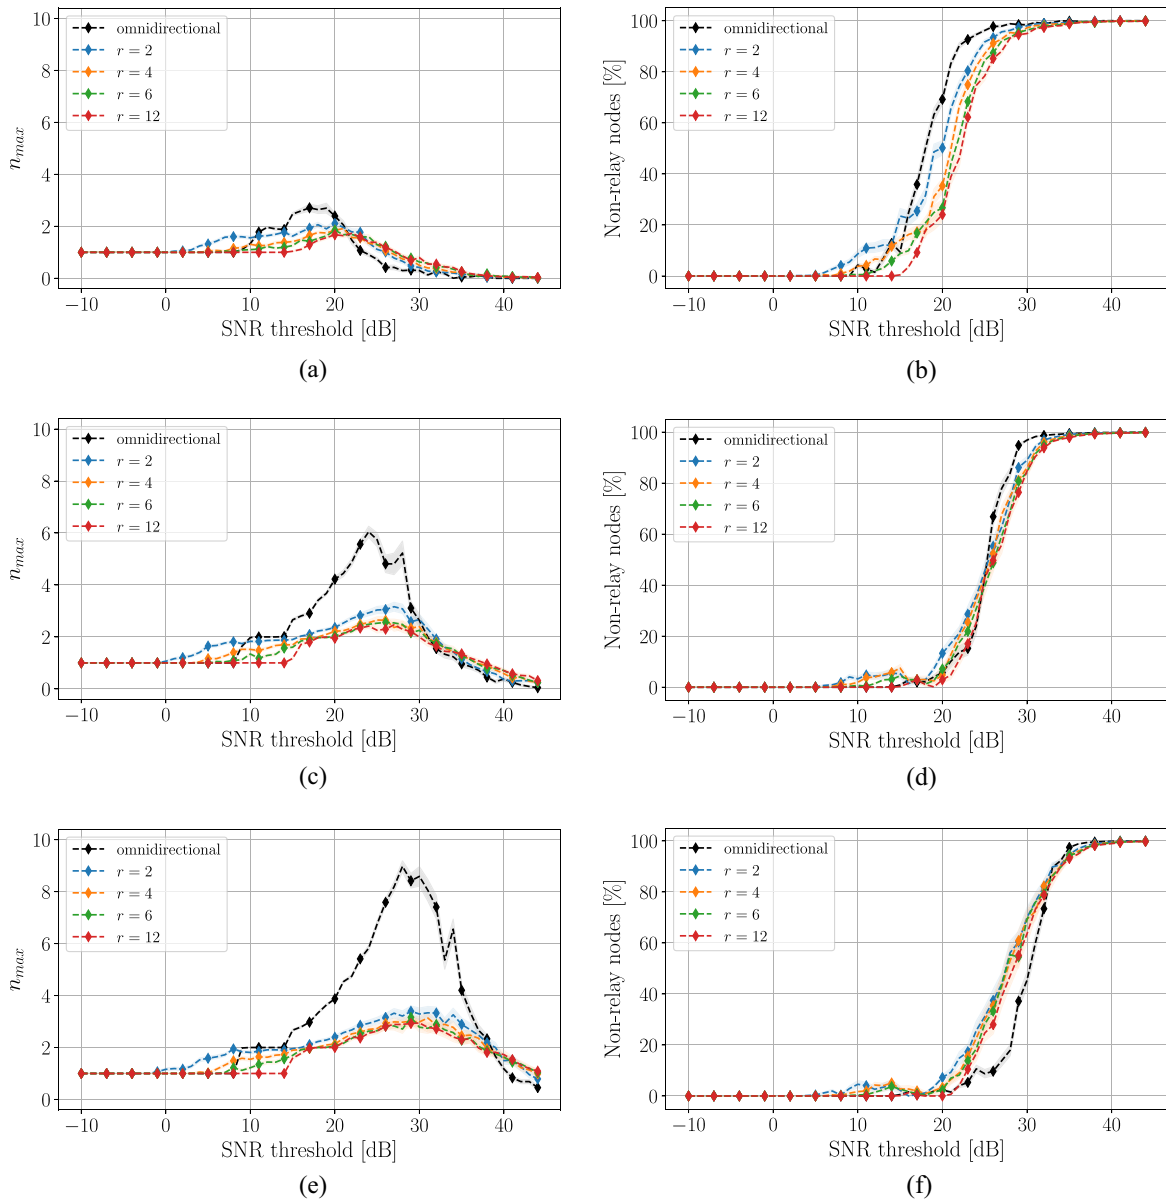 10
8
6
4
2
0
n_max
omnidirectional
r = 2
r = 4
r = 6
r = 12
−10 0 10 20 30 40
SNR threshold [dB]
(a)
100
80
60
40
20
0
Non-relay nodes [%]
omnidirectional
r = 2
r = 4
r = 6
r = 12
−10 0 10 20 30 40
SNR threshold [dB]
(b)
10
8
6
4
2
0
n_max
omnidirectional
r = 2
r = 4
r = 6
r = 12
−10 0 10 20 30 40
SNR threshold [dB]
(c)
100
80
60
40
20
0
Non-relay nodes [%]
omnidirectional
r = 2
r = 4
r = 6
r = 12
−10 0 10 20 30 40
SNR threshold [dB]
(d)
10
8
6
4
2
0
n_max
omnidirectional
r = 2
r = 4
r = 6
r = 12
−10 0 10 20 30 40
SNR threshold [dB]
(e)
100
80
60
40
20
0
Non-relay nodes [%]
omnidirectional
r = 2
r = 4
r = 6
r = 12
−10 0 10 20 30 40
SNR threshold [dB]
(f)